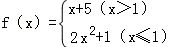 f（x）=
x+5（x＞1）
2x²+1（x≤1）